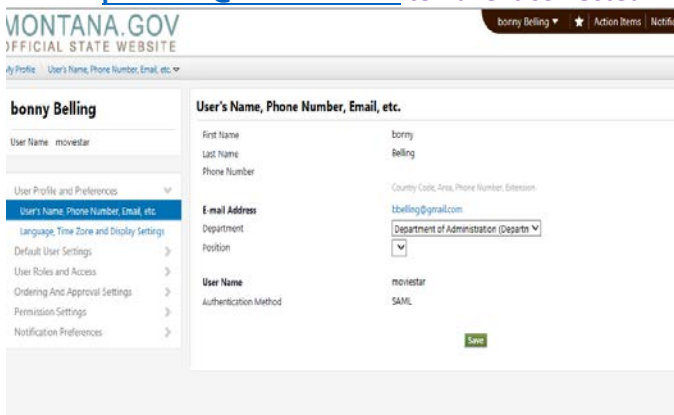 MONTANA.GOV
OFFICIAL STATE WEBSITE
bonny Belling ▾ ★ Action Items
My Profile User's Name, Phone Number, Email, etc.
bonny Belling
User Name moviestar
User Profile and Preferences
User's Name, Phone Number, Email, etc.
Language, Time Zone and Display Settings
Default User Settings
User Roles and Access
Ordering And Approval Settings
Permission Settings
Notification Preferences
User's Name, Phone Number, Email, etc.
First Name bonny
Last Name Belling
Phone Number
Country Code, Area, Phone Number, Extension
E-mail Address bbelling@gmail.com
Department Department of Administration (Departn
Position
User Name moviestar
Authentication Method SAML
Save